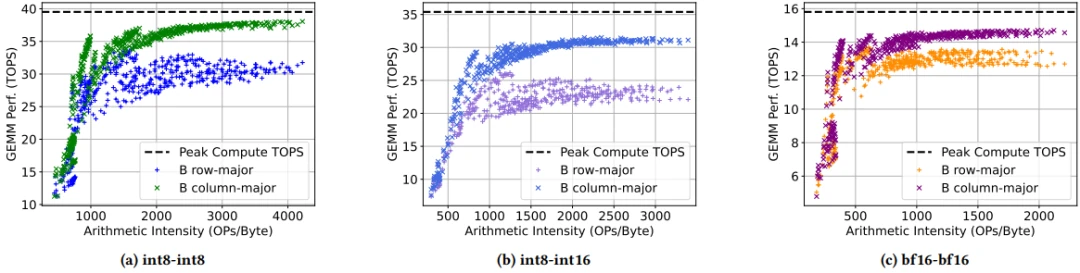 GEMM Perf. (TOPS)
40
35
30
25
20
15
10
1000
2000
3000
4000
Arithmetic Intensity (OPs/Byte)
Peak Compute TOPS
B row-major
B column-major
(a) int8-int8
GEMM Perf. (TOPS)
35
30
25
20
15
10
500
1000
1500
2000
2500
3000
Arithmetic Intensity (OPs/Byte)
Peak Compute TOPS
B row-major
B column-major
(b) int8-int16
GEMM Perf. (TOPS)
16
14
12
10
8
6
500
1000
1500
2000
Arithmetic Intensity (OPs/Byte)
Peak Compute TOPS
B row-major
B column-major
(c) bf16-bf16